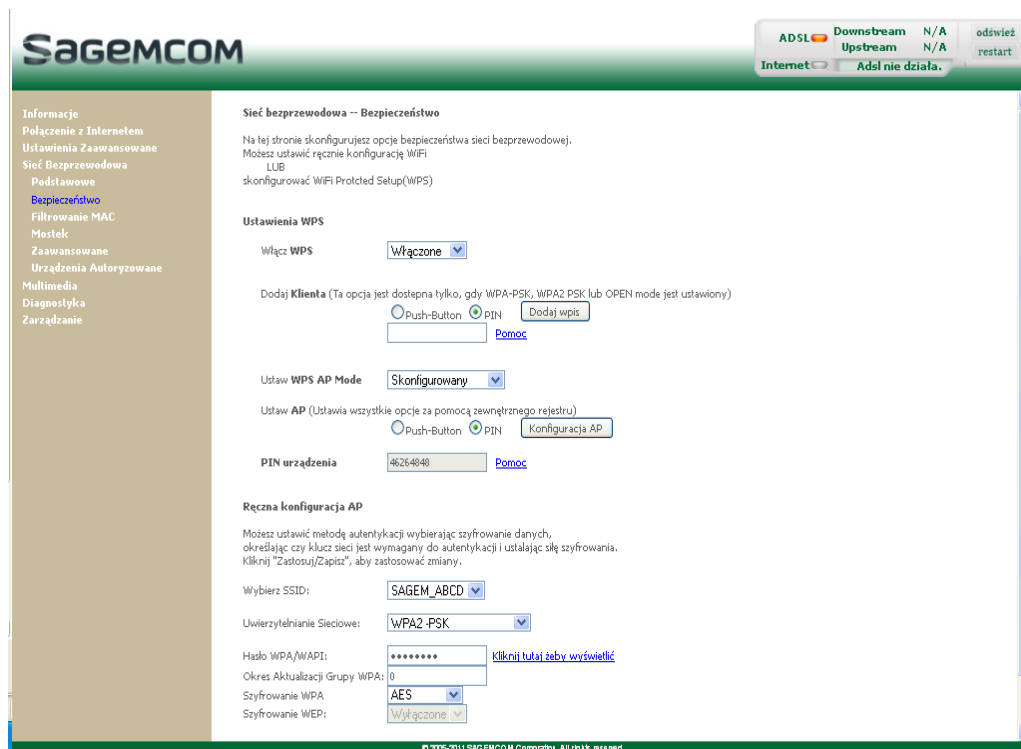 SAGEMCOM
ADSL Downstream N/A
Upstream N/A
Internet Adsl nie działa.
odśwież
restart
Informacje
Połączenie z Internetem
Ustawienia Zaawansowane
Sieć Bezprzewodowa
Podstawowe
Bezpieczeństwo
Filtrowanie MAC
Mostek
Zaawansowane
Urządzenia Autoryzowane
Multimedia
Diagnostyka
Zarządzanie
Sieć bezprzewodowa -- Bezpieczeństwo
Na tej stronie skonfigurujesz opcje bezpieczeństwa sieci bezprzewodowej.
Możesz ustawić ręcznie konfigurację WiFi
LUB
skonfigurować WiFi Protcted Setup(WPS)
Ustawienia WPS
Włącz WPS Włączone
Dodaj Klienta (Ta opcja jest dostepna tylko, gdy WPA-PSK, WPA2 PSK lub OPEN mode jest ustawiony)
Push-Button PIN Dodaj wpis
Pomoc
Ustaw WPS AP Mode Skonfigurowany
Ustaw AP (Ustawia wszystkie opcje za pomocą zewnętrznego rejestru)
Push-Button PIN Konfiguracja AP
PIN urządzenia 46264848 Pomoc
Ręczna konfiguracja AP
Możesz ustawić metodę autentykacji wybierając szyfrowanie danych,
określając czy klucz sieci jest wymagany do autentykacji i ustalając siłę szyfrowania.
Kliknij "Zastosuj/Zapisz", aby zastosować zmiany.
Wybierz SSID: SAGEM_ABCD
Uwierzytelnianie Sieciowe: WPA2 -PSK
Hasło WPA/WAPI: •••••••• Kliknij tutaj żeby wyświetlić
Okres Aktualizacji Grupy WPA: 0
Szyfrowanie WPA AES
Szyfrowanie WEP: Wyłączone
© 2005-2011 SAGEMCOM Corporation. All rights reserved.